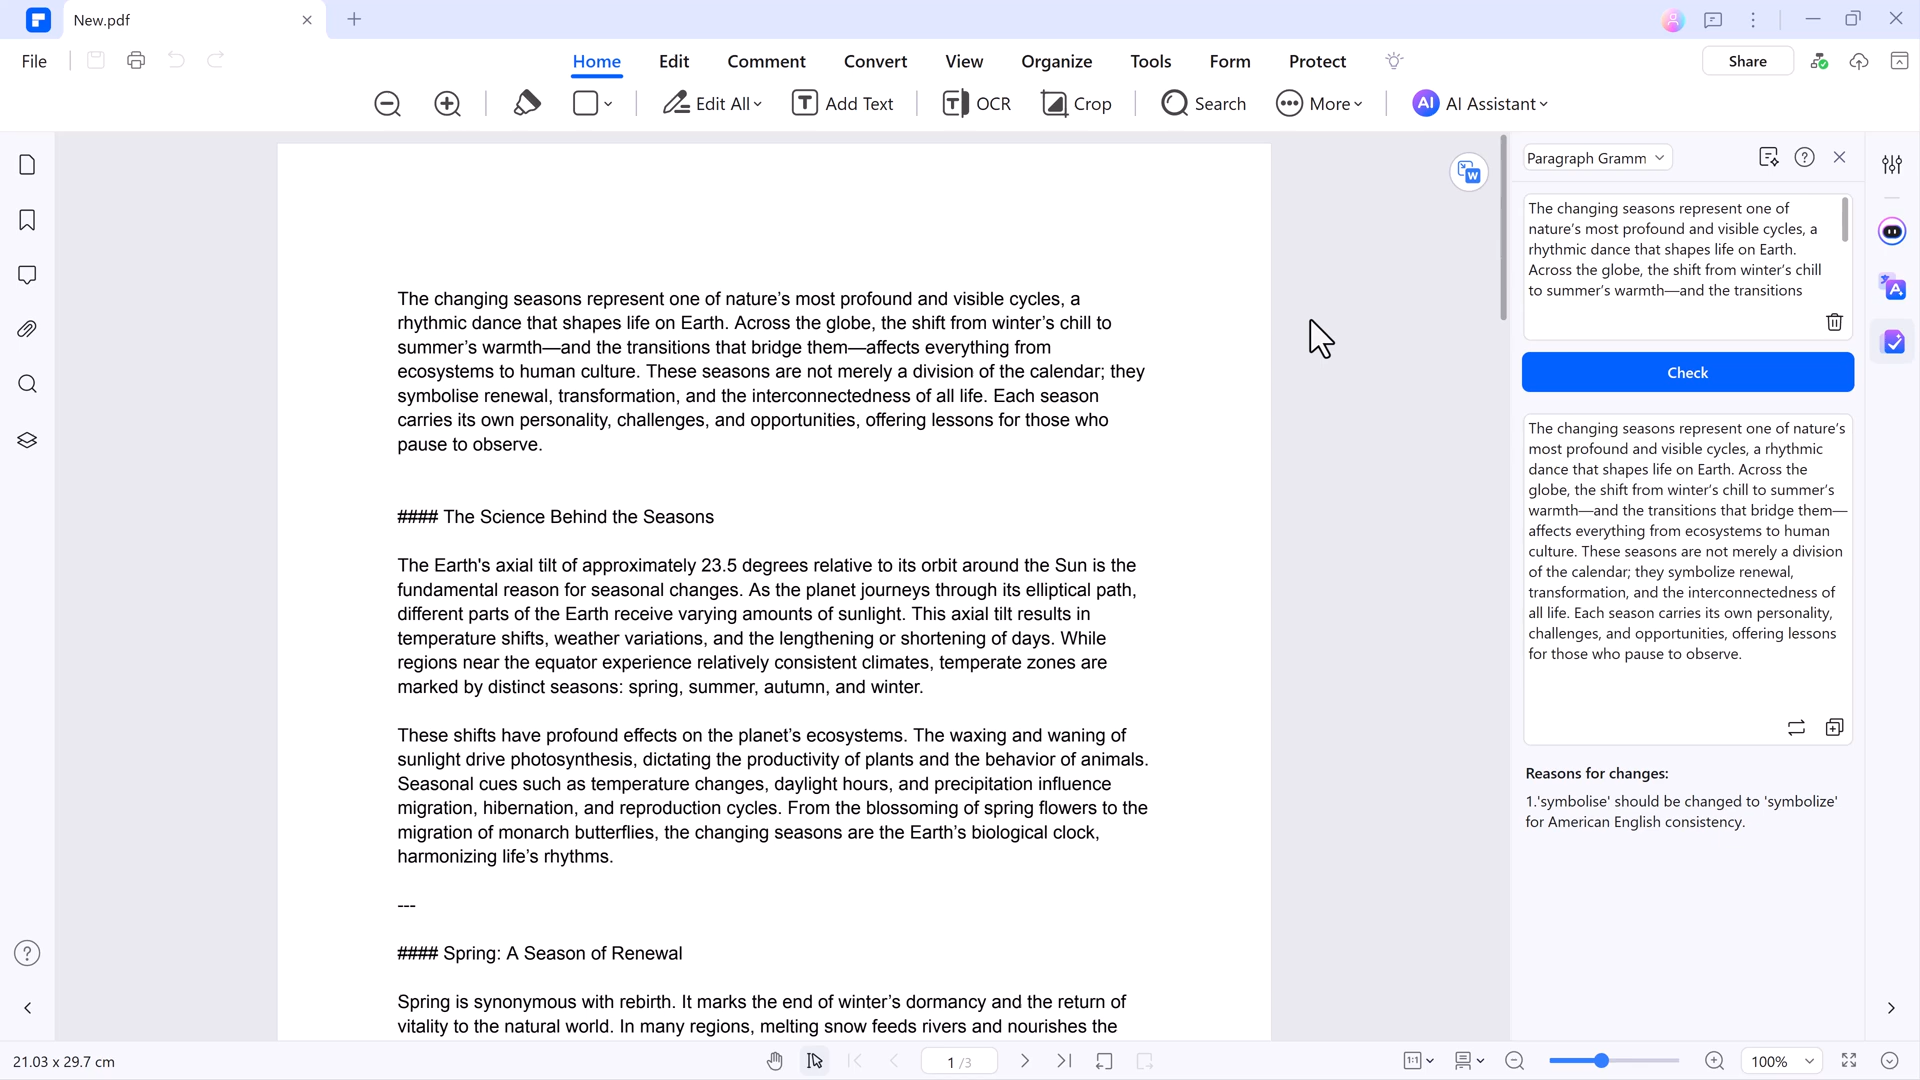 New.pdf
File
Home
Edit
Comment
Convert
View
Organize
Tools
Form
Protect
Share
Edit All
Add Text
OCR
Crop
Search
More
AI
AI Assistant
The changing seasons represent one of nature’s most profound and visible cycles, a
rhythmic dance that shapes life on Earth. Across the globe, the shift from winter’s chill to
summer’s warmth—and the transitions that bridge them—affects everything from
ecosystems to human culture. These seasons are not merely a division of the calendar; they
symbolise renewal, transformation, and the interconnectedness of all life. Each season
carries its own personality, challenges, and opportunities, offering lessons for those who
pause to observe.
#### The Science Behind the Seasons
The Earth's axial tilt of approximately 23.5 degrees relative to its orbit around the Sun is the
fundamental reason for seasonal changes. As the planet journeys through its elliptical path,
different parts of the Earth receive varying amounts of sunlight. This axial tilt results in
temperature shifts, weather variations, and the lengthening or shortening of days. While
regions near the equator experience relatively consistent climates, temperate zones are
marked by distinct seasons: spring, summer, autumn, and winter.
These shifts have profound effects on the planet’s ecosystems. The waxing and waning of
sunlight drive photosynthesis, dictating the productivity of plants and the behavior of animals.
Seasonal cues such as temperature changes, daylight hours, and precipitation influence
migration, hibernation, and reproduction cycles. From the blossoming of spring flowers to the
migration of monarch butterflies, the changing seasons are the Earth’s biological clock,
harmonizing life’s rhythms.
---
#### Spring: A Season of Renewal
Spring is synonymous with rebirth. It marks the end of winter’s dormancy and the return of
vitality to the natural world. In many regions, melting snow feeds rivers and nourishes the
W
Paragraph Gramm
The changing seasons represent one of
nature’s most profound and visible cycles, a
rhythmic dance that shapes life on Earth.
Across the globe, the shift from winter’s chill
to summer’s warmth—and the transitions
Check
The changing seasons represent one of nature’s
most profound and visible cycles, a rhythmic
dance that shapes life on Earth. Across the
globe, the shift from winter’s chill to summer’s
warmth—and the transitions that bridge them—
affects everything from ecosystems to human
culture. These seasons are not merely a division
of the calendar; they symbolize renewal,
transformation, and the interconnectedness of
all life. Each season carries its own personality,
challenges, and opportunities, offering lessons
for those who pause to observe.
Reasons for changes:
1.'symbolise' should be changed to 'symbolize'
for American English consistency.
A
21.03 x 29.7 cm
1 /3
1:1
100%